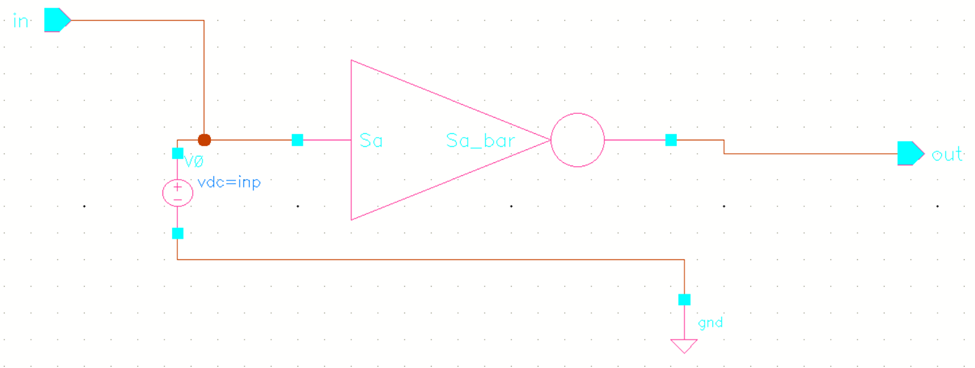 in
Sa
Sa_bar
out
V0
vdc=inp
+
−
gnd